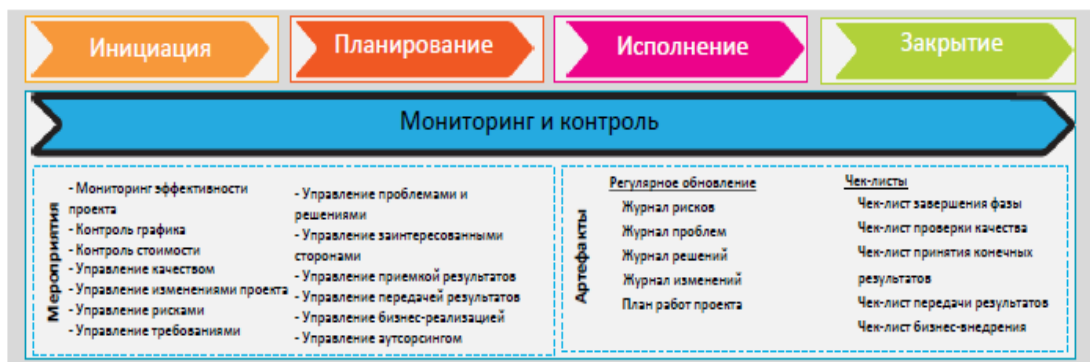 Инициация
Планирование
Исполнение
Закрытие
Мониторинг и контроль
Мероприятия
- Мониторинг эффективности
проекта
- Контроль графика
- Контроль стоимости
- Управление качеством
- Управление изменениями проекта
- Управление рисками
- Управление требованиями
- Управление проблемами и
решениями
- Управление заинтересованными
сторонами
- Управление приемкой результатов
- Управление передачей результатов
- Управление бизнес-реализацией
- Управление аутсорсингом
Артефакты
Регулярное обновление
Журнал рисков
Журнал проблем
Журнал решений
Журнал изменений
План работ проекта
Чек-листы
Чек-лист завершения фазы
Чек-лист проверки качества
Чек-лист принятия конечных
результатов
Чек-лист передачи результатов
Чек-лист бизнес-внедрения